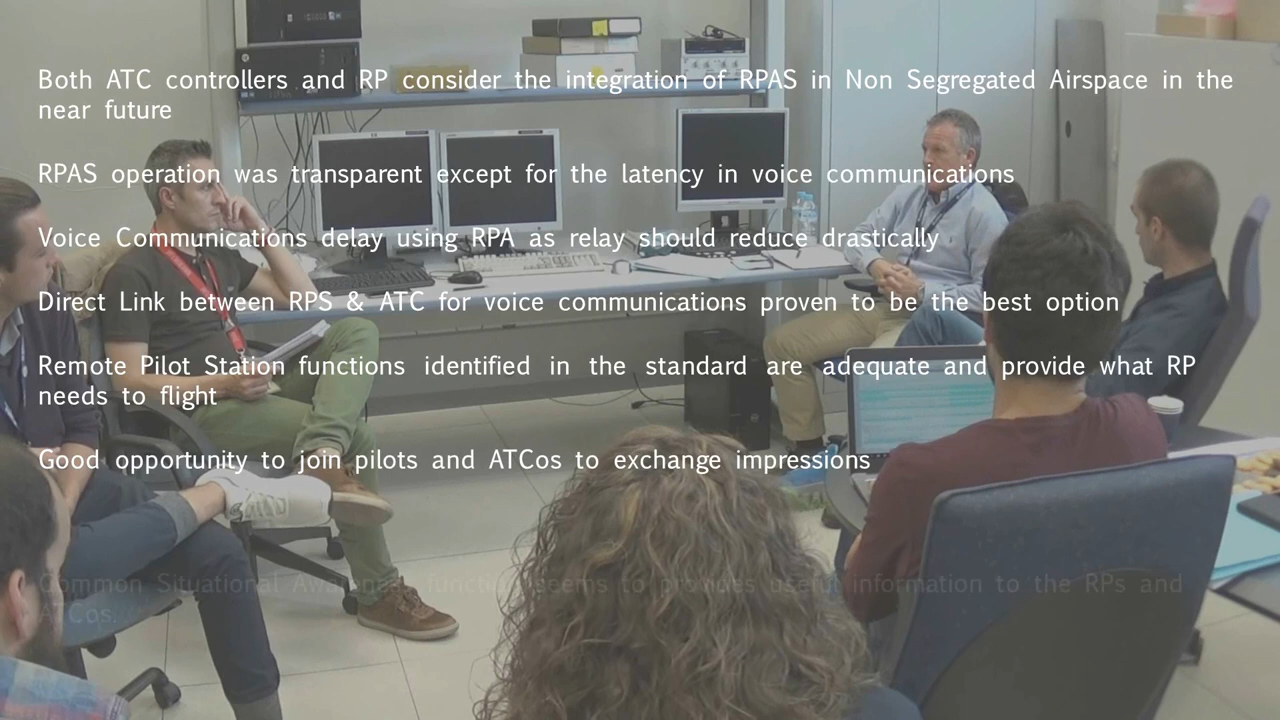 Both ATC controllers and RP consider the integration of RPAS in Non Segregated Airspace in the
near future
RPAS operation was transparent except for the latency in voice communications
Voice Communications delay using RPA as relay should reduce drastically
Direct Link between RPS & ATC for voice communications proven to be the best option
Remote Pilot Station functions identified in the standard are adequate and provide what RP
needs to flight
Good opportunity to join pilots and ATCos to exchange impressions
Common Situational Awareness function seems to provides useful information to the RPs and
ATCos.